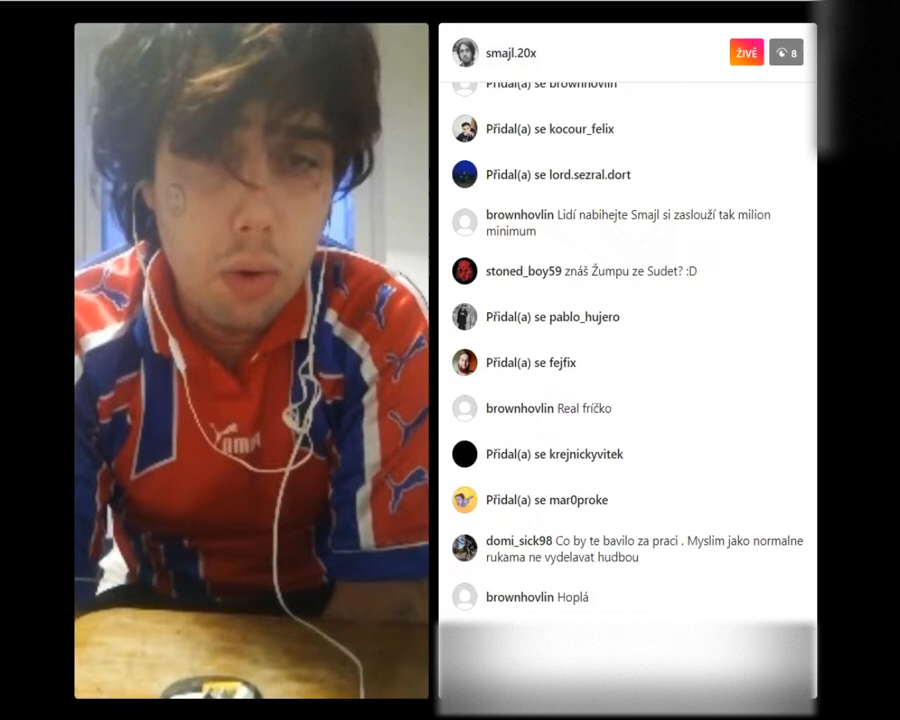 smajl.20x
ŽIVĚ
8
Přidal(a) se brownhovlin
Přidal(a) se kocour_felix
Přidal(a) se lord.sezral.dort
brownhovlin Lidí nabihejte Smajl si zaslouží tak milion
minimum
stoned_boy59 znáš Žumpu ze Sudet? :D
Přidal(a) se pablo_hujero
Přidal(a) se fejfix
brownhovlin Real fríčko
Přidal(a) se krejnickyvitek
Přidal(a) se mar0proke
domi_sick98 Co by te bavilo za praci . Myslim jako normalne
rukama ne vydelavat hudbou
brownhovlin Hoplá
PUMA